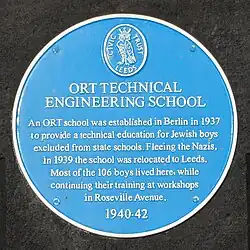 CIVIC TRUST
LEEDS
ORT TECHNICAL
ENGINEERING SCHOOL
An ORT school was established in Berlin in 1937
to provide a technical education for Jewish boys
excluded from state schools. Fleeing the Nazis,
in 1939 the school was relocated to Leeds.
Most of the 106 boys lived here, while
continuing their training at workshops
in Roseville Avenue.
1940-42